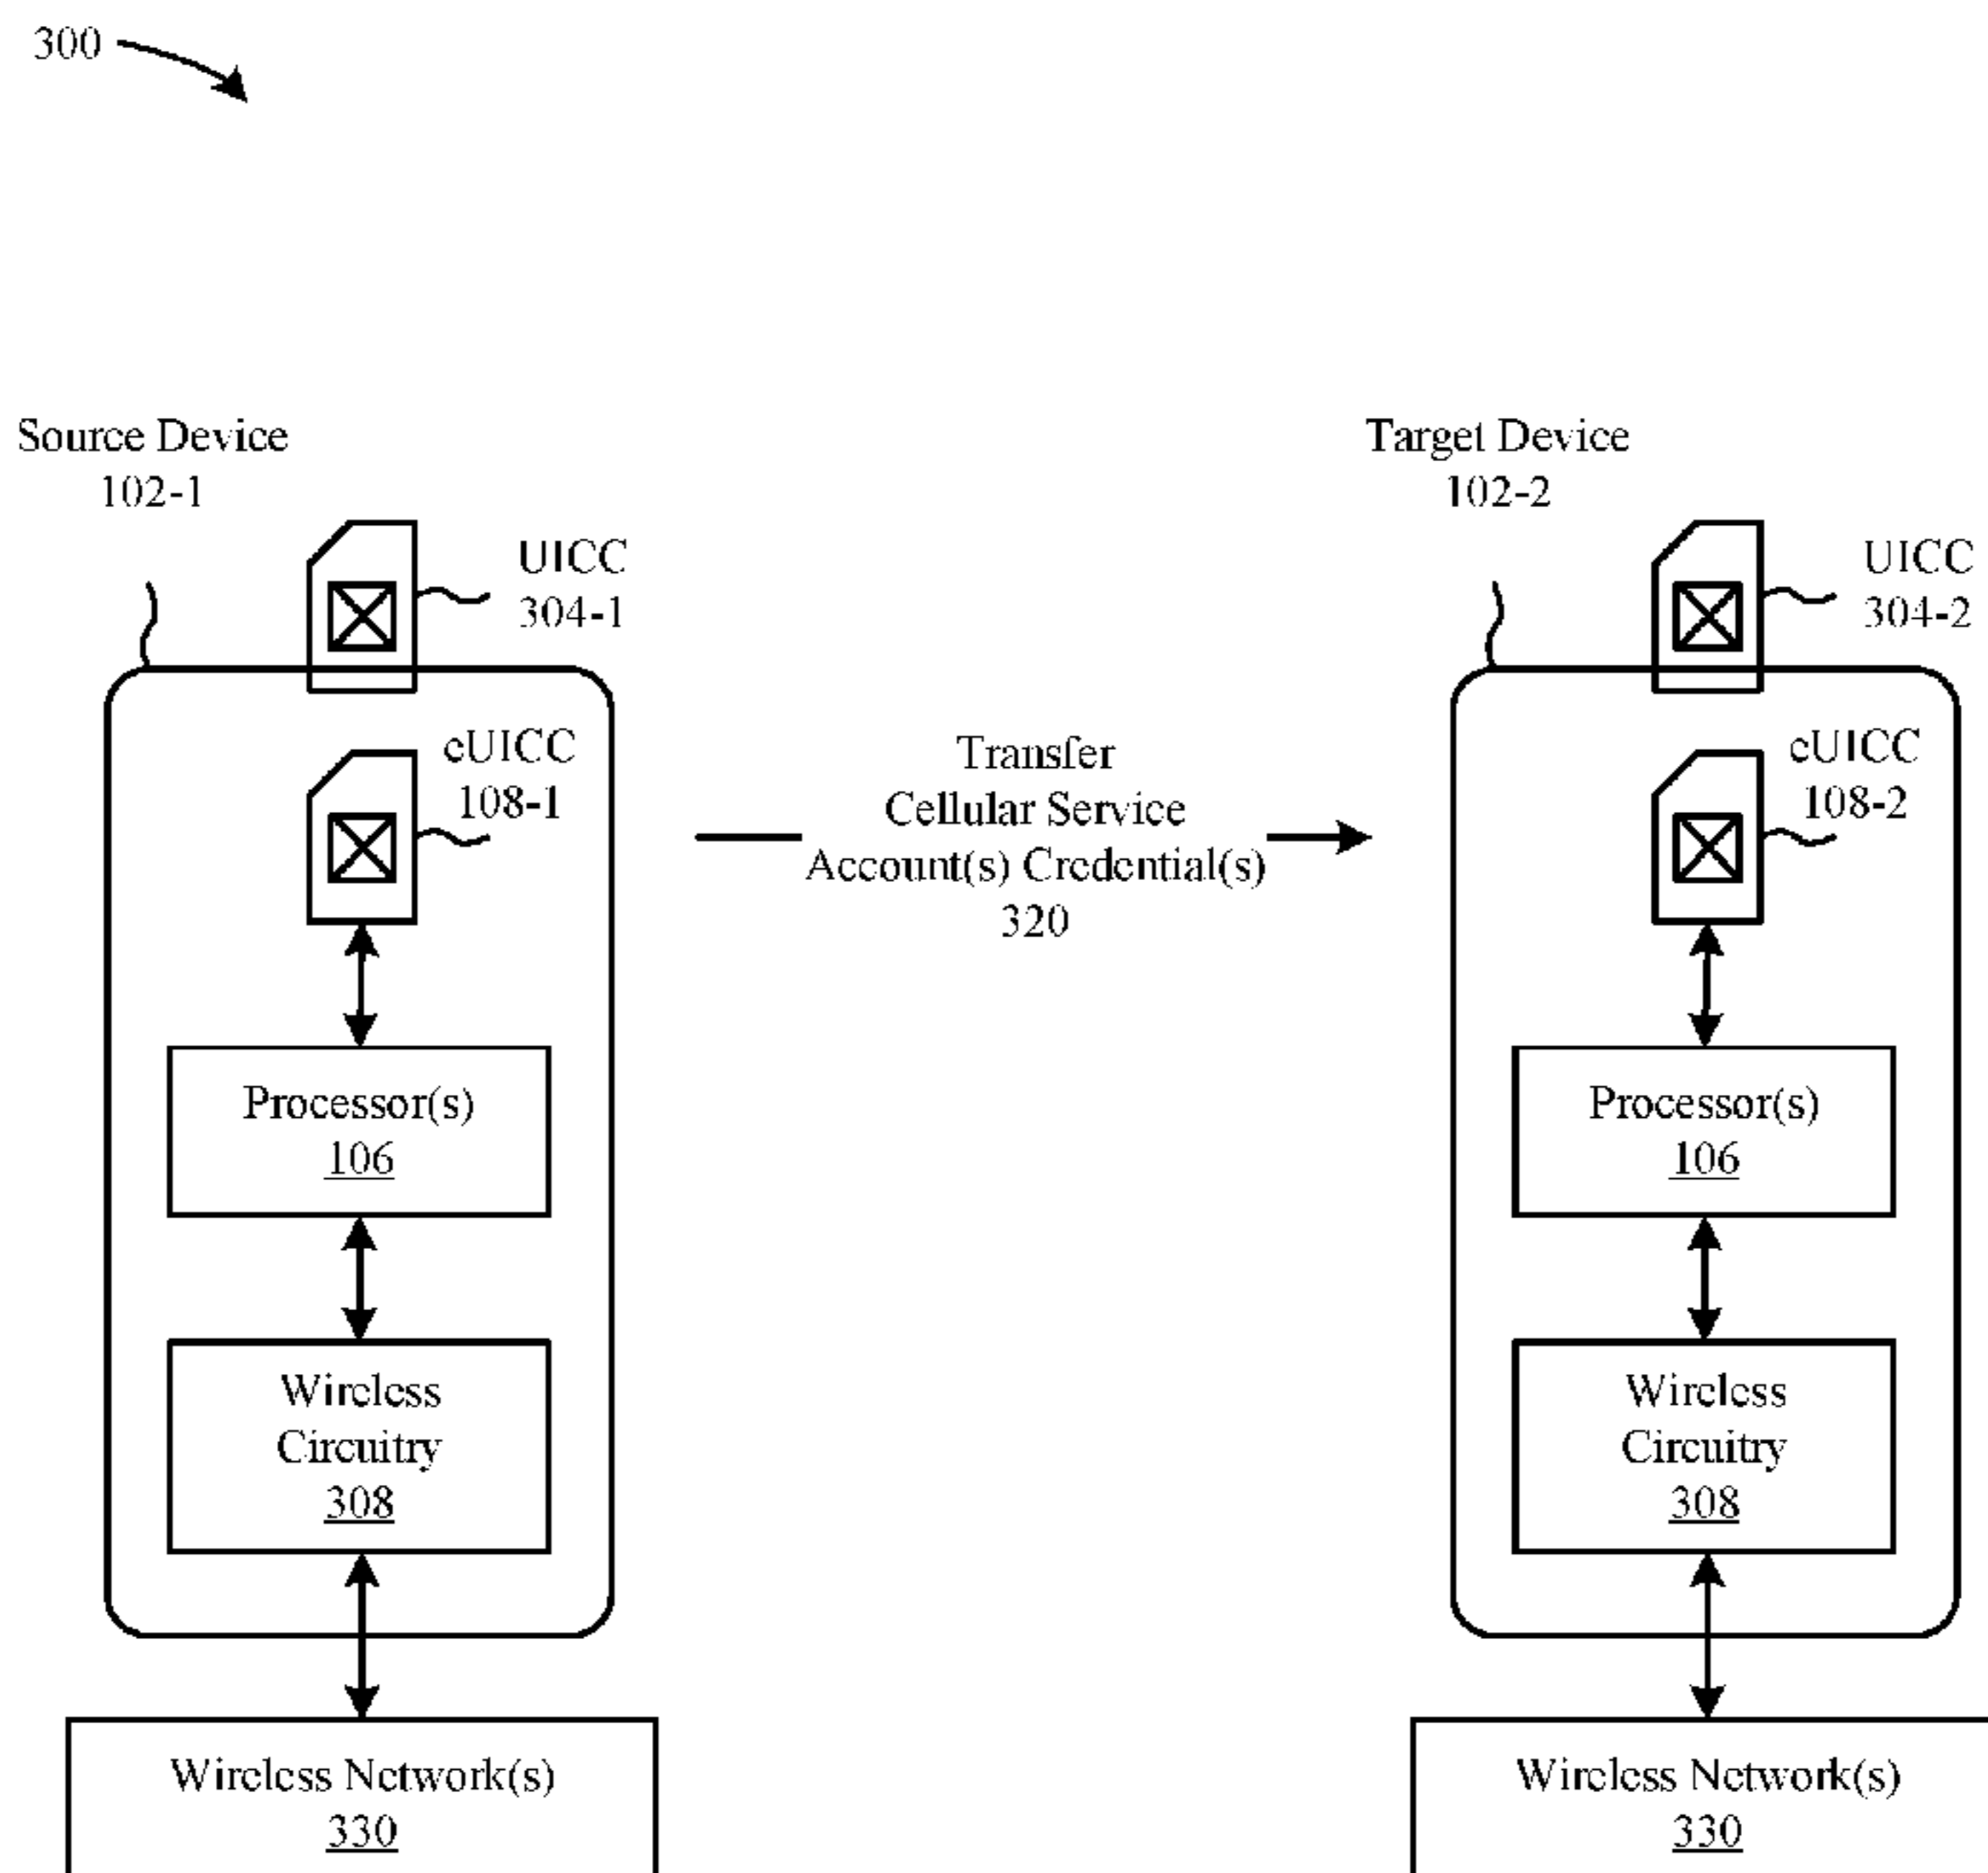 300
Source Device
102-1
UICC
304-1
eUICC
108-1
Processor(s)
106
Wireless
Circuitry
308
Wireless Network(s)
330
Transfer
Cellular Service
Account(s) Credential(s)
320
Target Device
102-2
UICC
304-2
eUICC
108-2
Processor(s)
106
Wireless
Circuitry
308
Wireless Network(s)
330